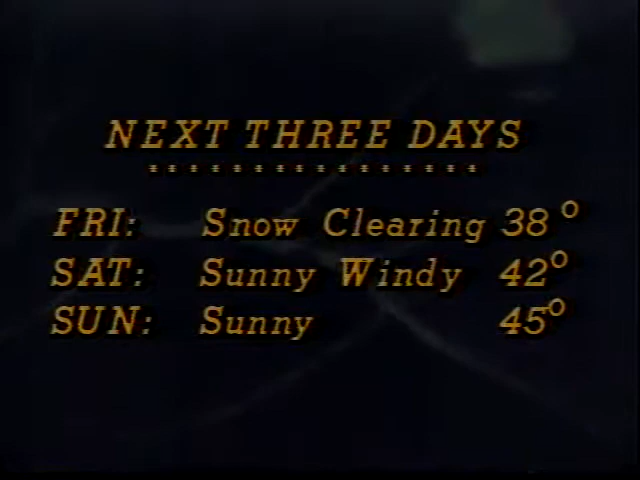 NEXT THREE DAYS
****************
FRI: Snow Clearing 38°
SAT: Sunny Windy 42°
SUN: Sunny 45°